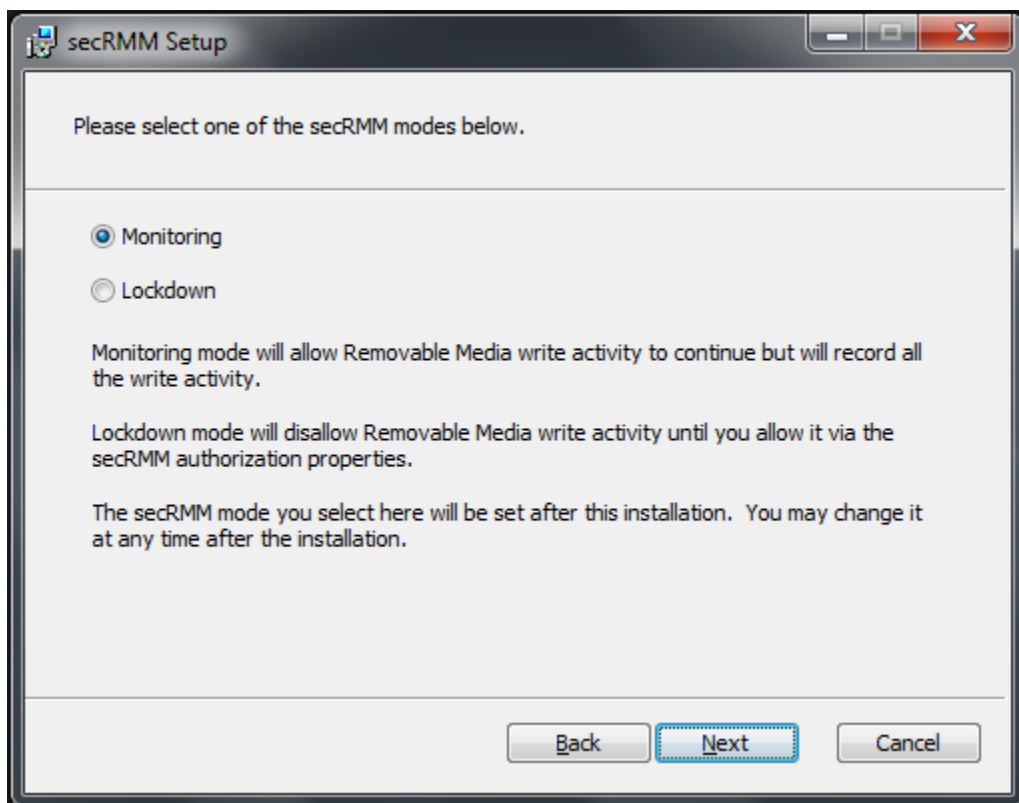 secRMM Setup
Please select one of the secRMM modes below.
Monitoring
Lockdown
Monitoring mode will allow Removable Media write activity to continue but will record all
the write activity.
Lockdown mode will disallow Removable Media write activity until you allow it via the
secRMM authorization properties.
The secRMM mode you select here will be set after this installation.  You may change it
at any time after the installation.
Back
Next
Cancel